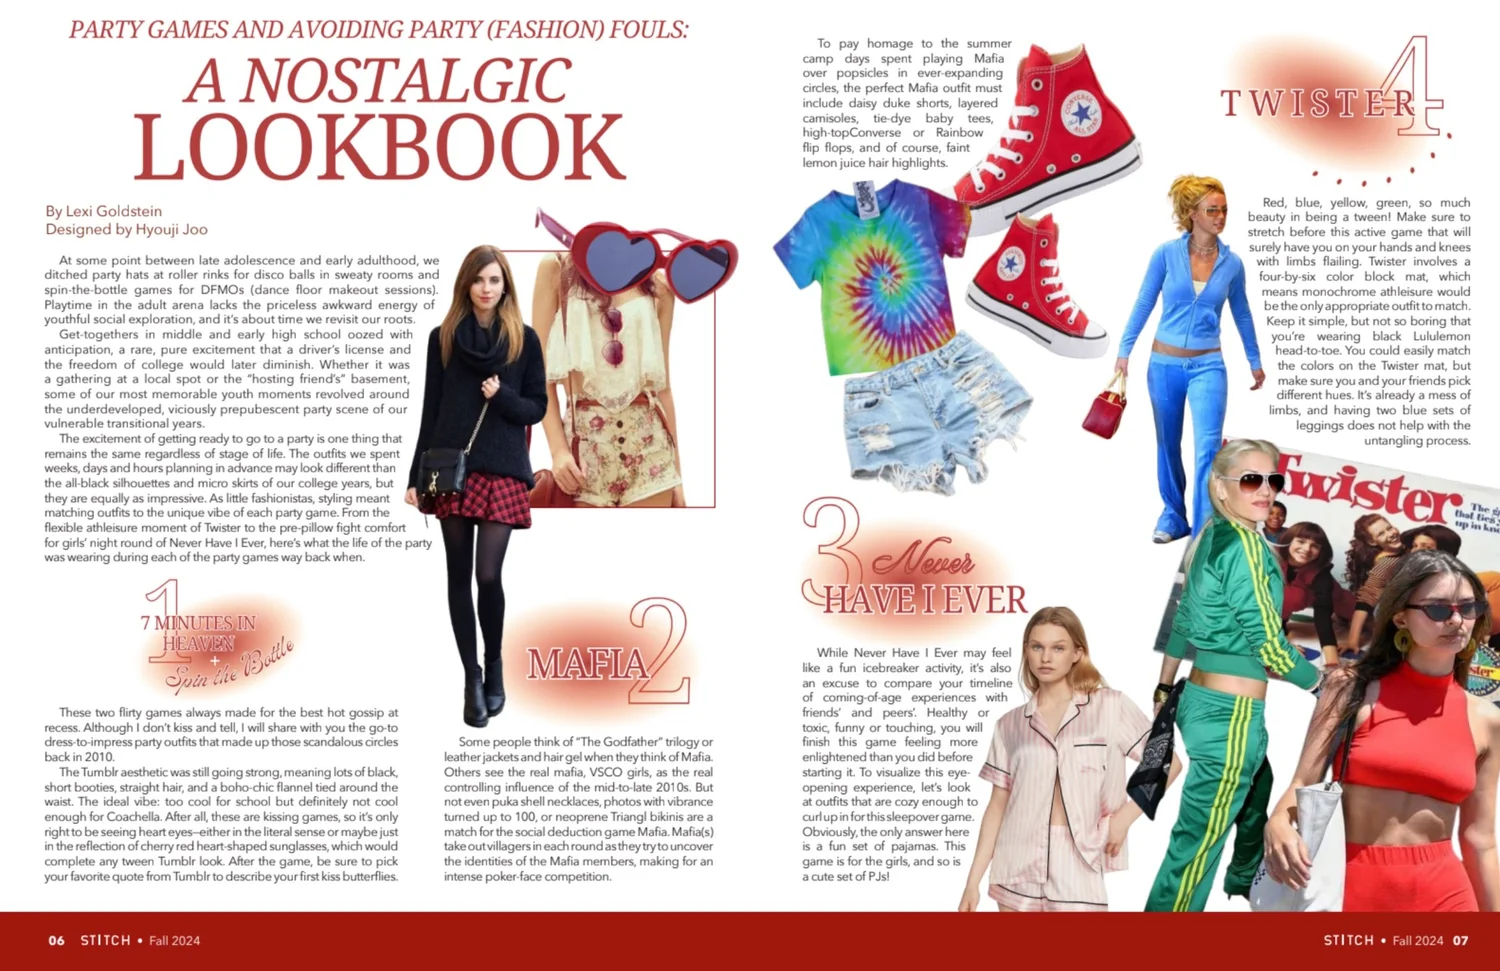 PARTY GAMES AND AVOIDING PARTY (FASHION) FOULS:
A NOSTALGIC
LOOKBOOK
By Lexi Goldstein
Designed by Hyouji Joo
At some point between late adolescence and early adulthood, we
ditched party hats at roller rinks for disco balls in sweaty rooms and
spin-the-bottle games for DFMOs (dance floor makeout sessions).
Playtime in the adult arena lacks the priceless awkward energy of
youthful social exploration, and it's about time we revisit our roots.
Get-togethers in middle and early high school oozed with
anticipation, a rare, pure excitement that a driver's license and
the freedom of college would later diminish. Whether it was
a gathering at a local spot or the "hosting friend's" basement,
some of our most memorable youth moments revolved around
the underdeveloped, viciously prepubescent party scene of our
vulnerable transitional years.
The excitement of getting ready to go to a party is one thing that
remains the same regardless of stage of life. The outfits we spent
weeks, days and hours planning in advance may look different than
the all-black silhouettes and micro skirts of our college years, but
they are equally as impressive. As little fashionistas, styling meant
matching outfits to the unique vibe of each party game. From the
flexible athleisure moment of Twister to the pre-pillow fight comfort
for girls' night round of Never Have I Ever, here's what the life of the party
was wearing during each of the party games way back when.
1
7 MINUTES IN
HEAVEN
+
Spin the Bottle
These two flirty games always made for the best hot gossip at
recess. Although I don't kiss and tell, I will share with you the go-to
dress-to-impress party outfits that made up those scandalous circles
back in 2010.
The Tumblr aesthetic was still going strong, meaning lots of black,
short booties, straight hair, and a boho-chic flannel tied around the
waist. The ideal vibe: too cool for school but definitely not cool
enough for Coachella. After all, these are kissing games, so it's only
right to be seeing heart eyes—either in the literal sense or maybe just
in the reflection of cherry red heart-shaped sunglasses, which would
complete any tween Tumblr look. After the game, be sure to pick
your favorite quote from Tumblr to describe your first kiss butterflies.
MAFIA 2
Some people think of "The Godfather" trilogy or
leather jackets and hair gel when they think of Mafia.
Others see the real mafia, VSCO girls, as the real
controlling influence of the mid-to-late 2010s. But
not even puka shell necklaces, photos with vibrance
turned up to 100, or neoprene Triangl bikinis are a
match for the social deduction game Mafia. Mafia(s)
take out villagers in each round as they try to uncover
the identities of the Mafia members, making for an
intense poker-face competition.
06 STITCH • Fall 2024
To pay homage to the summer
camp days spent playing Mafia
over popsicles in ever-expanding
circles, the perfect Mafia outfit must
include daisy duke shorts, layered
camisoles, tie-dye baby tees,
high-topConverse or Rainbow
flip flops, and of course, faint
lemon juice hair highlights.
CONVERSE
ALL STAR
3
Never
HAVE I EVER
While Never Have I Ever may feel
like a fun icebreaker activity, it's also
an excuse to compare your timeline
of coming-of-age experiences with
friends' and peers'. Healthy or
toxic, funny or touching, you will
finish this game feeling more
enlightened than you did before
starting it. To visualize this eye-
opening experience, let's look
at outfits that are cozy enough to
curl up in for this sleepover game.
Obviously, the only answer here
is a fun set of pajamas. This
game is for the girls, and so is
a cute set of PJs!
TWISTER 4
Red, blue, yellow, green, so much
beauty in being a tween! Make sure to
stretch before this active game that will
surely have you on your hands and knees
with limbs flailing. Twister involves a
four-by-six color block mat, which
means monochrome athleisure would
be the only appropriate outfit to match.
Keep it simple, but not so boring that
you're wearing black Lululemon
head-to-toe. You could easily match
the colors on the Twister mat, but
make sure you and your friends pick
different hues. It's already a mess of
limbs, and having two blue sets of
leggings does not help with the
untangling process.
Twister
The g
that ties
up in kn
STITCH • Fall 2024 07